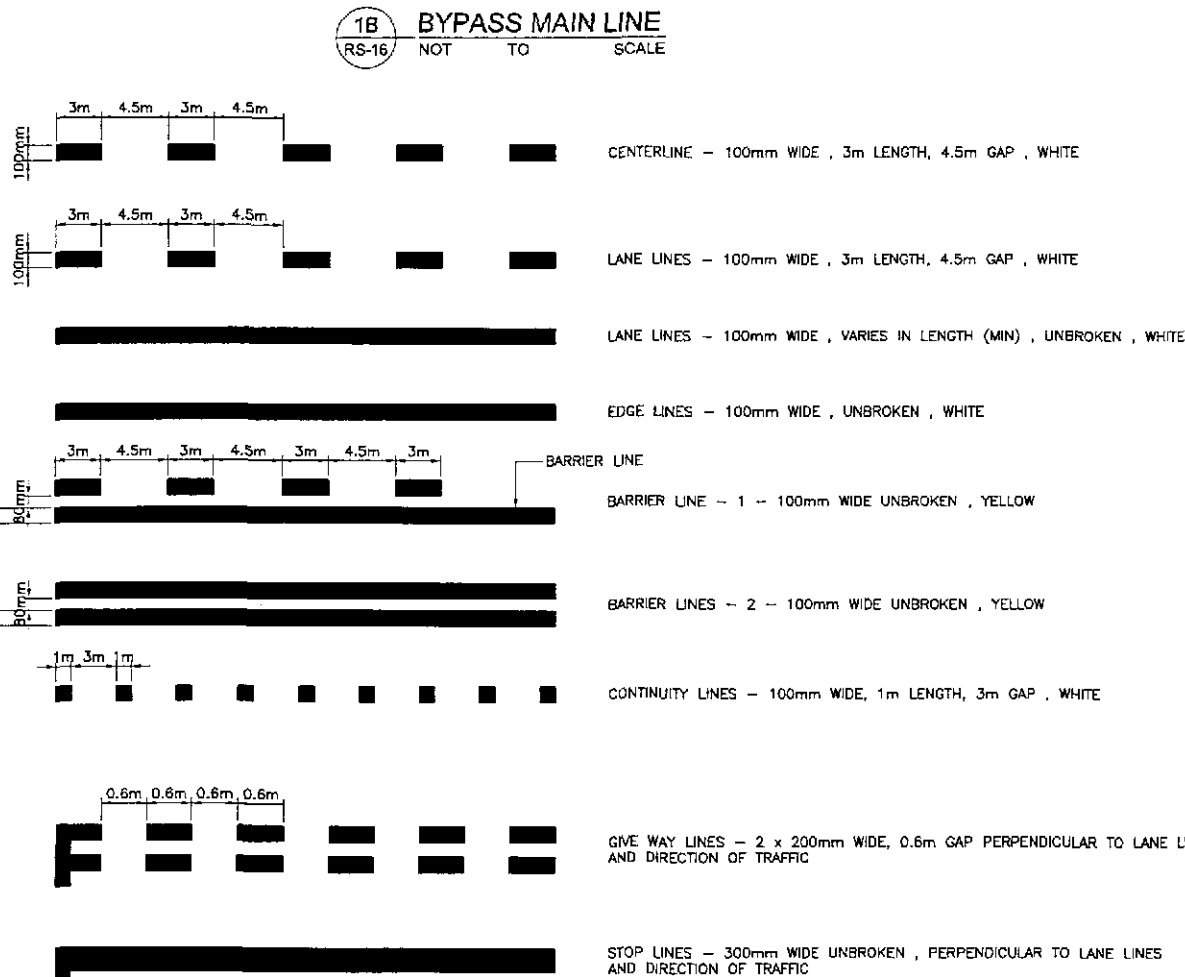 1B BYPASS MAIN LINE
RS-16 NOT TO SCALE
3m 4.5m 3m 4.5m
100mm
CENTERLINE - 100mm WIDE , 3m LENGTH, 4.5m GAP , WHITE
3m 4.5m 3m 4.5m
100mm
LANE LINES - 100mm WIDE , 3m LENGTH, 4.5m GAP , WHITE
LANE LINES - 100mm WIDE , VARIES IN LENGTH (MIN) , UNBROKEN , WHITE
EDGE LINES - 100mm WIDE , UNBROKEN , WHITE
3m 4.5m 3m 4.5m 3m 4.5m 3m
BARRIER LINE
80mm
BARRIER LINE - 1 - 100mm WIDE UNBROKEN , YELLOW
80mm
BARRIER LINES - 2 - 100mm WIDE UNBROKEN , YELLOW
1m 3m 1m
CONTINUITY LINES - 100mm WIDE, 1m LENGTH, 3m GAP , WHITE
0.6m 0.6m 0.6m 0.6m
GIVE WAY LINES - 2 x 200mm WIDE, 0.6m GAP PERPENDICULAR TO LANE
AND DIRECTION OF TRAFFIC
STOP LINES - 300mm WIDE UNBROKEN , PERPENDICULAR TO LANE LINES
AND DIRECTION OF TRAFFIC